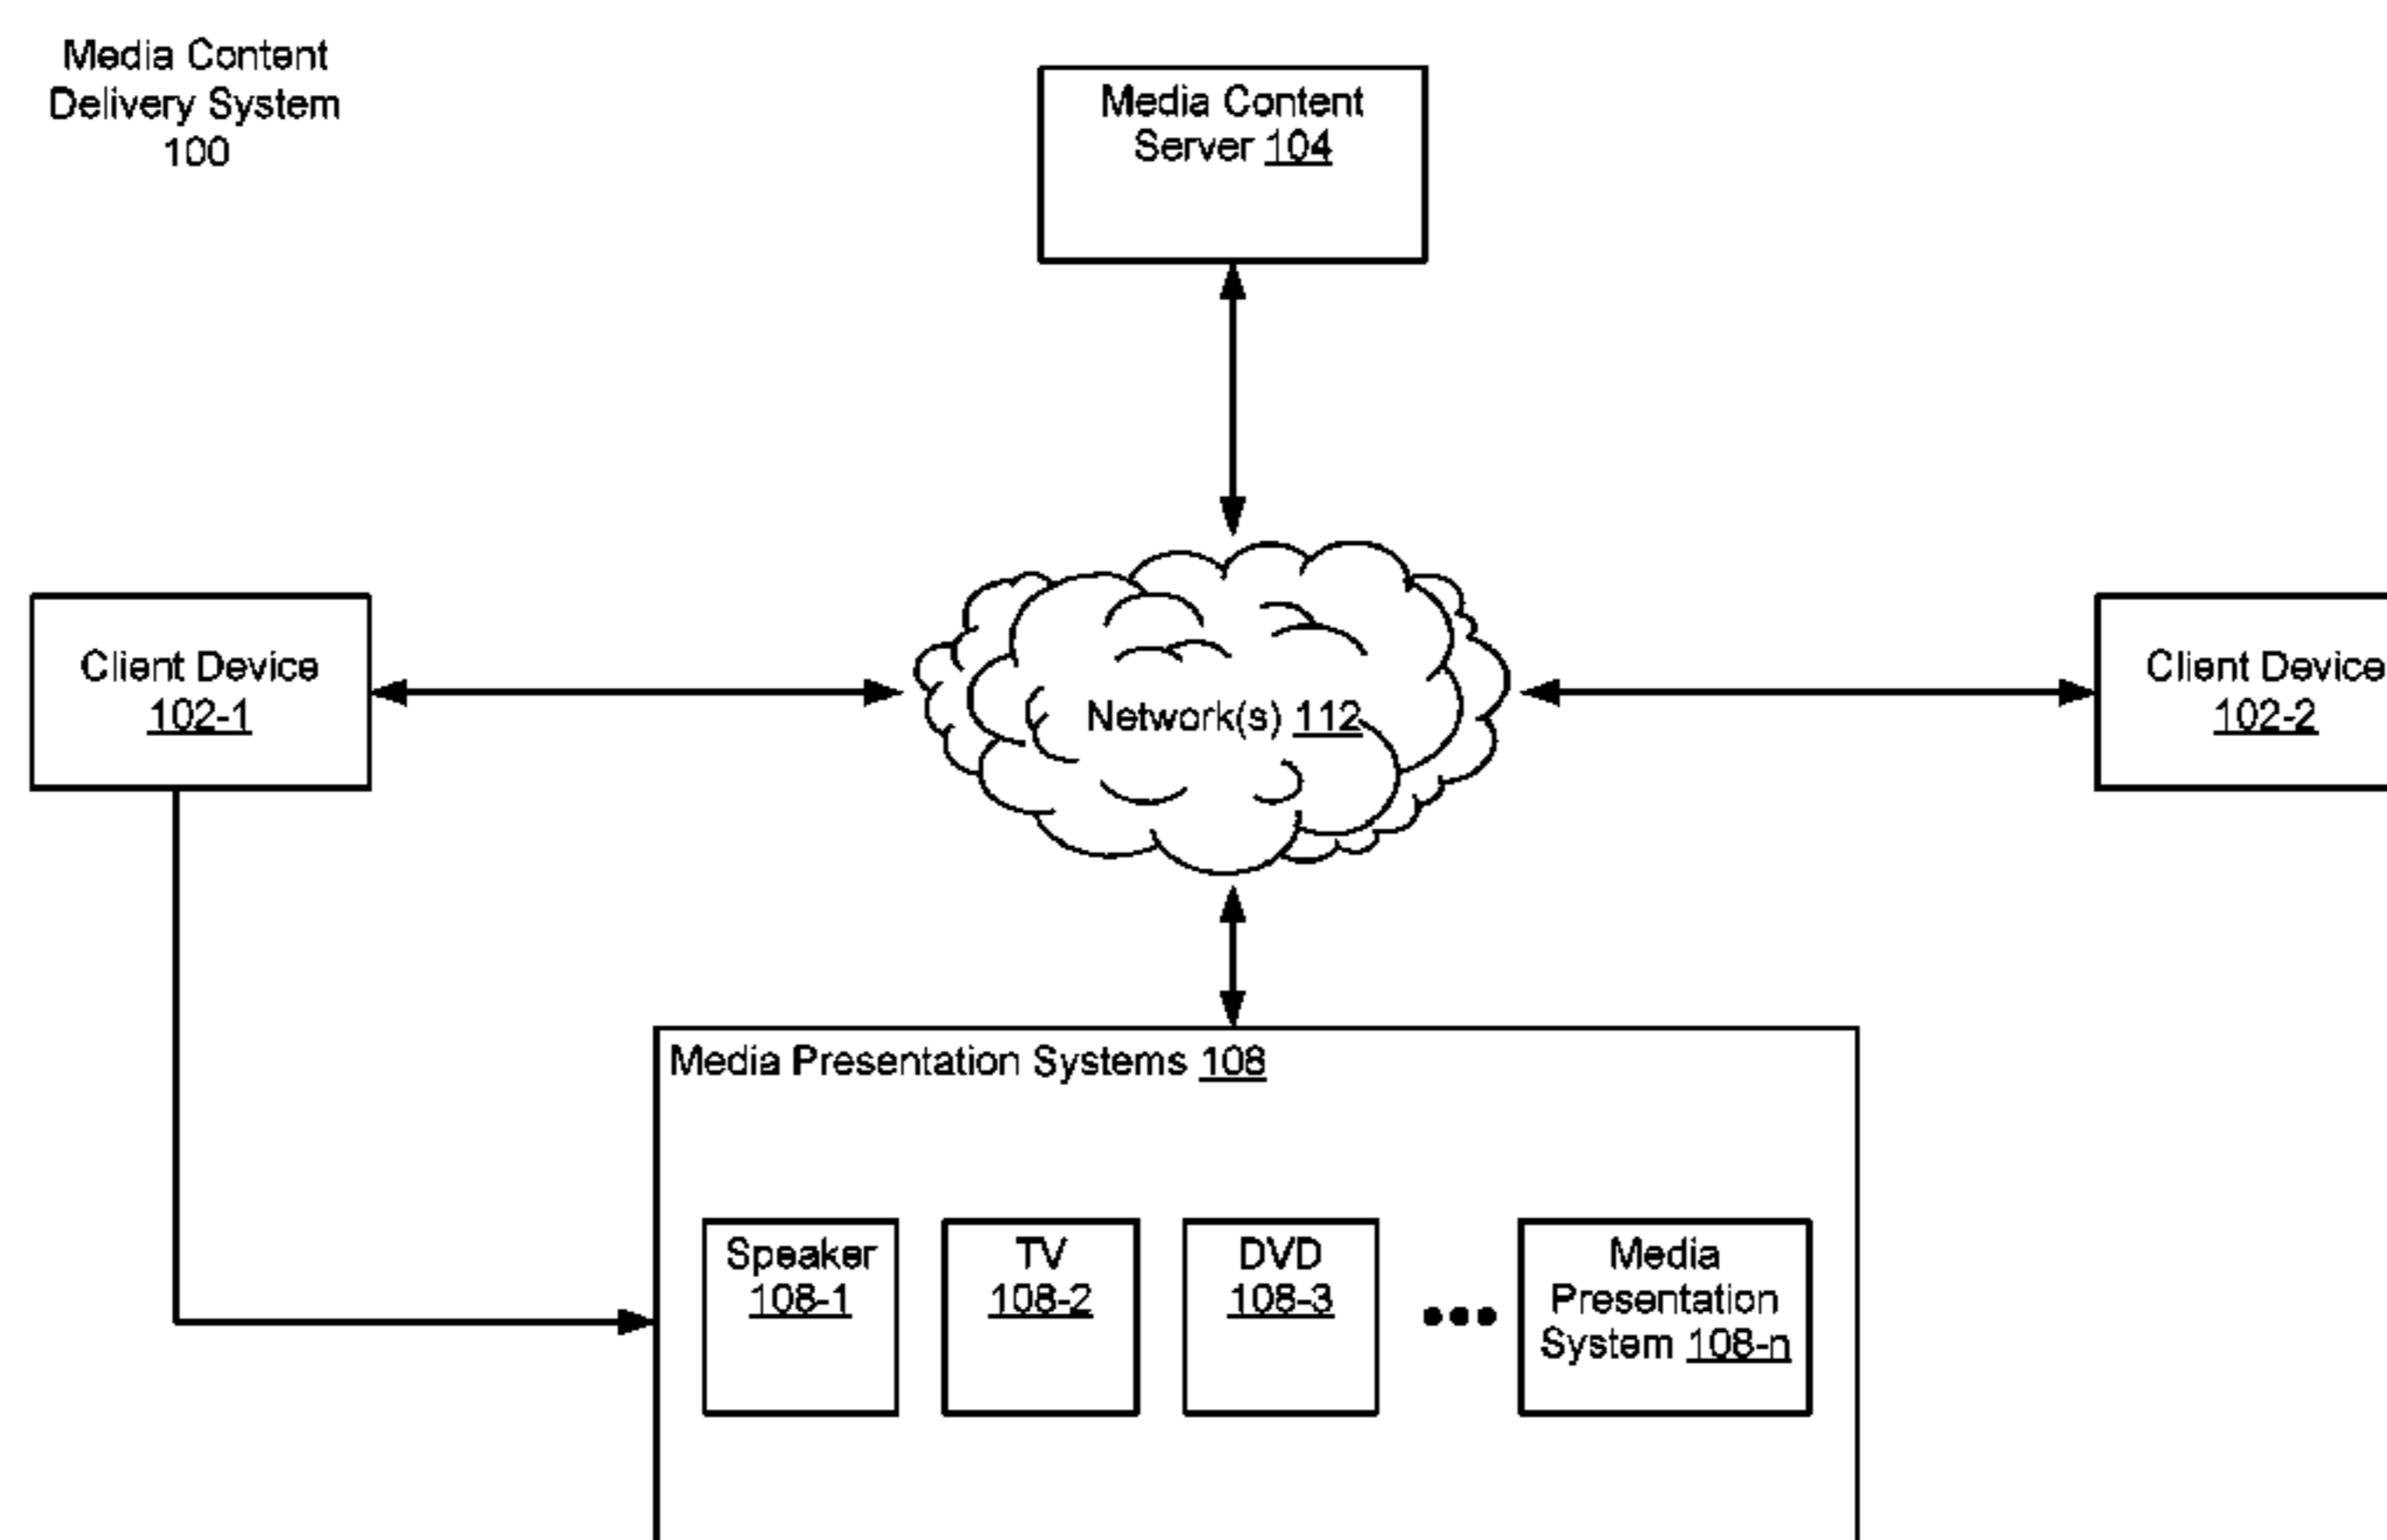 Media Content
Delivery System
100
Media Content
Server 104
Client Device
102-1
Network(s) 112
Client Device
102-2
Media Presentation Systems 108
Speaker
108-1
TV
108-2
DVD
108-3
Media
Presentation
System 108-n